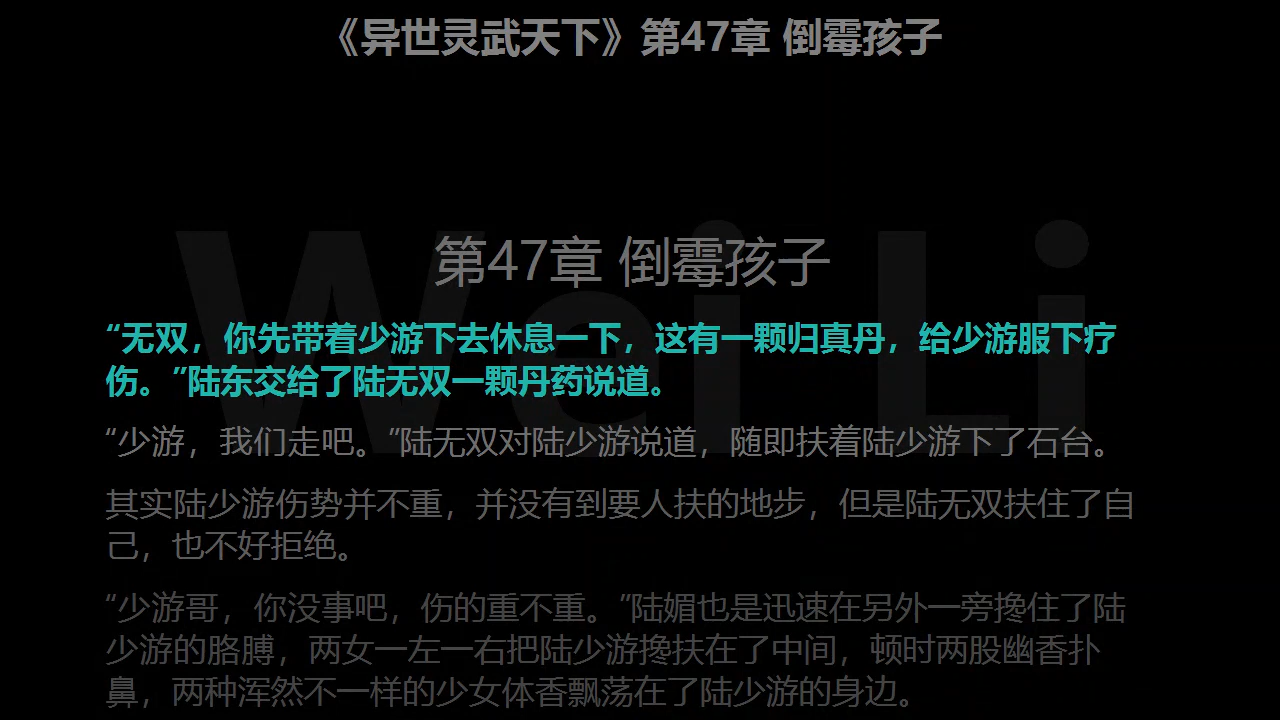 《异世灵武天下》第47章 倒霉孩子
Wei Li
第47章 倒霉孩子
“无双，你先带着少游下去休息一下，这有一颗归真丹，给少游服下疗
伤。”陆东交给了陆无双一颗丹药说道。
“少游，我们走吧。”陆无双对陆少游说道，随即扶着陆少游下了石台。
其实陆少游伤势并不重，并没有到要人扶的地步，但是陆无双扶住了自
己，也不好拒绝。
“少游哥，你没事吧，伤的重不重。”陆媚也是迅速在另外一旁搀住了陆
少游的胳膊，两女一左一右把陆少游搀扶在了中间，顿时两股幽香扑
鼻，两种浑然不一样的少女体香飘荡在了陆少游的身边。